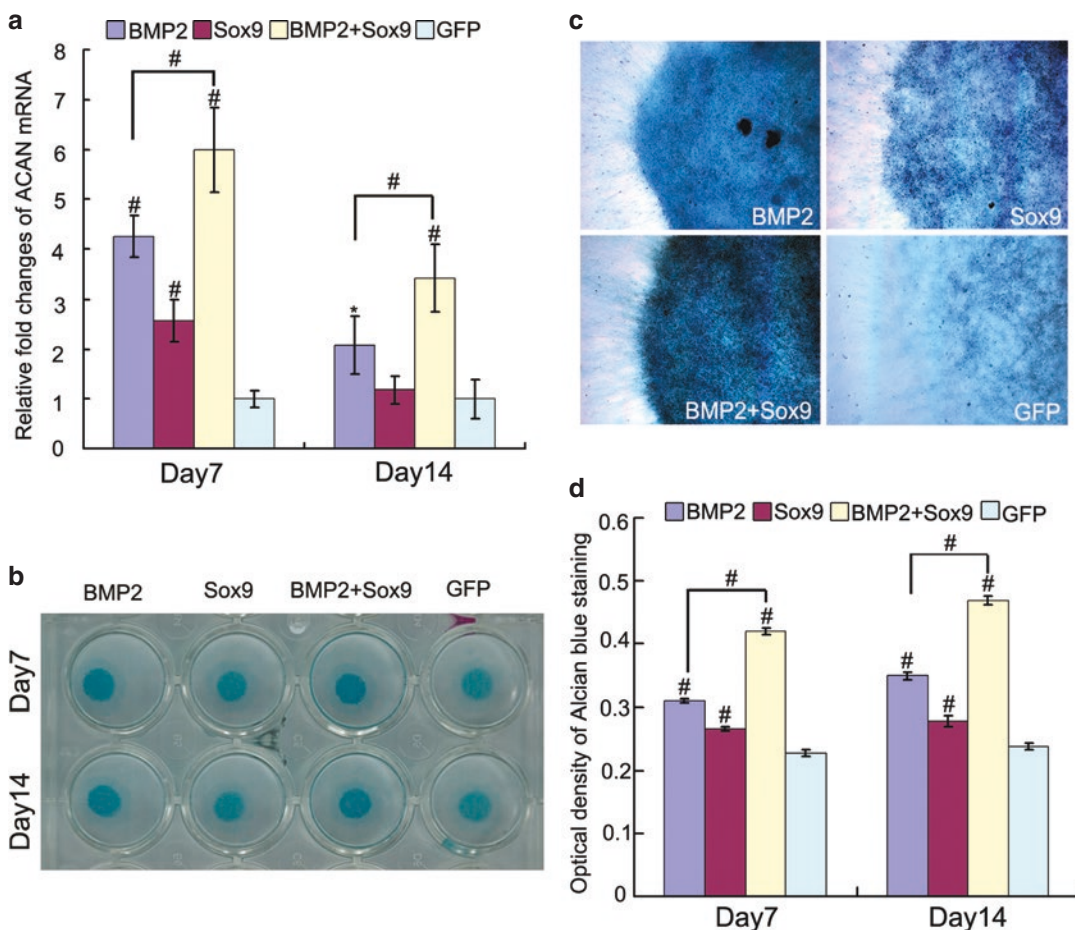 a
BMP2 Sox9 BMP2+Sox9 GFP
Relative fold changes of ACAN mRNA
8
7
6
5
4
3
2
1
0
# # # # # # * #
Day7 Day14
b
BMP2 Sox9 BMP2+Sox9 GFP
Day7
Day14
c
BMP2
Sox9
BMP2+Sox9
GFP
d
BMP2 Sox9 BMP2+Sox9 GFP
Optical density of Alcian blue staining
0.6
0.5
0.4
0.3
0.2
0.1
0
# # # # # # # #
Day7 Day14